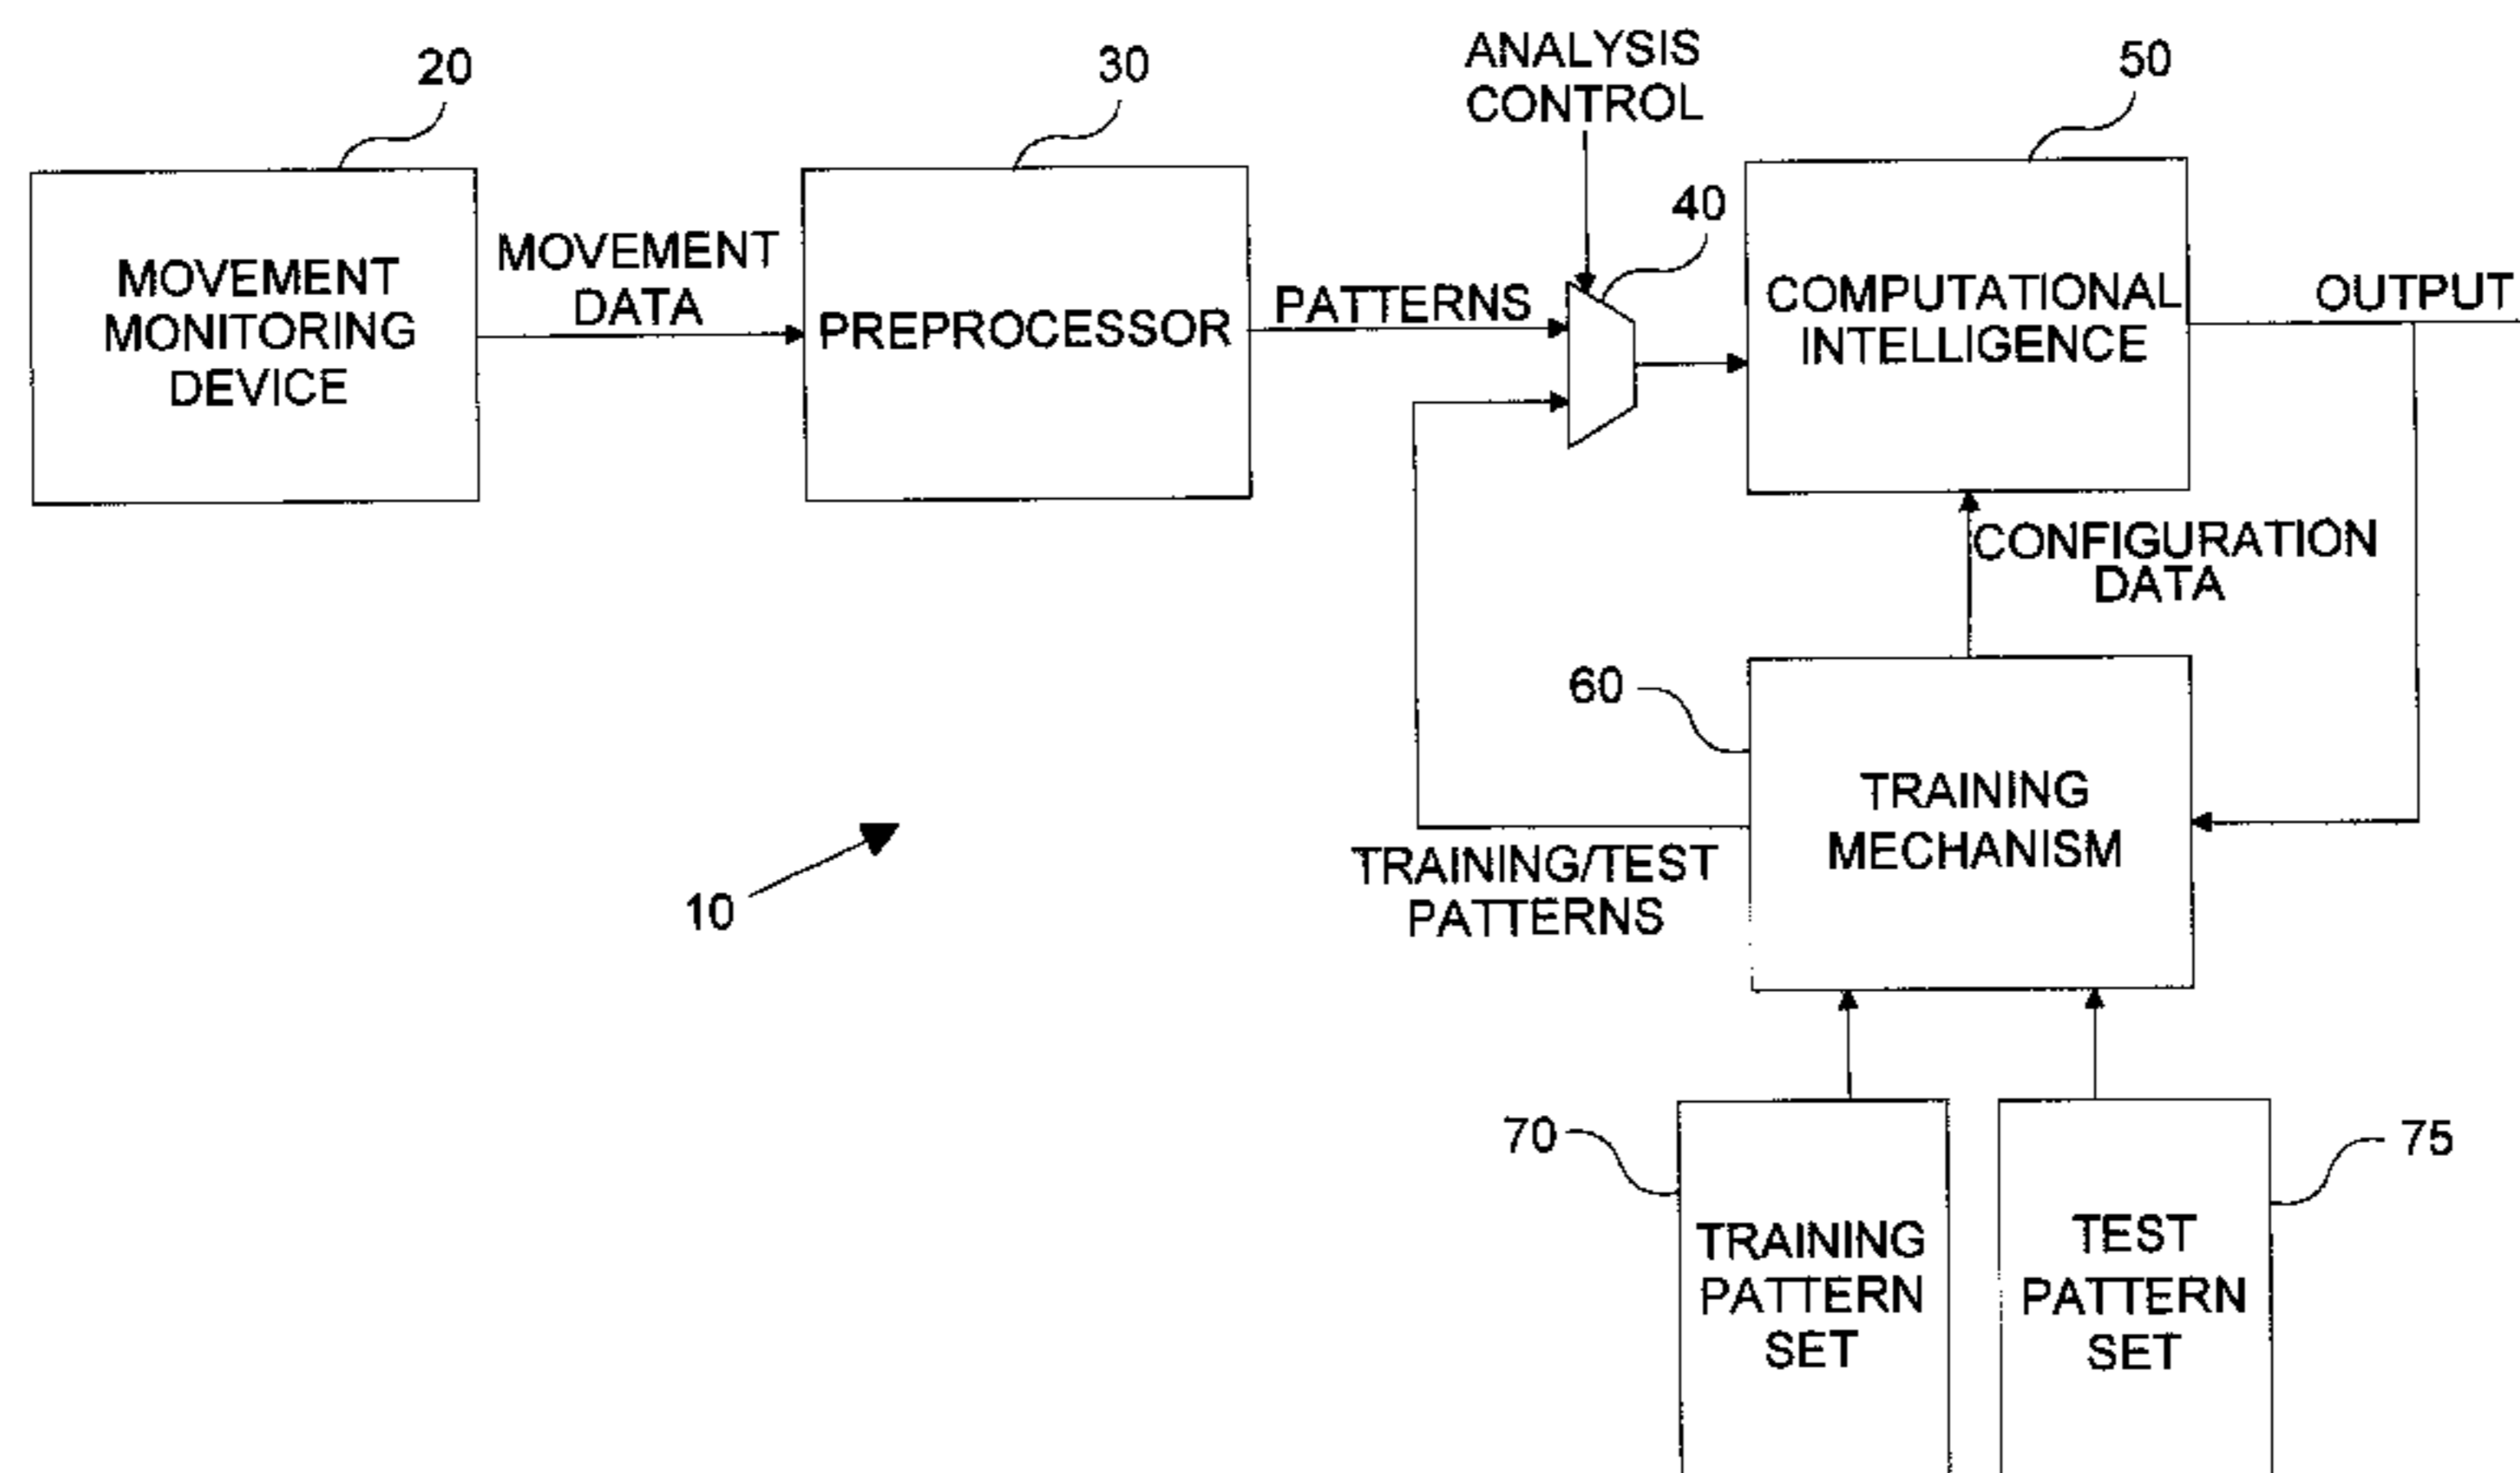 20
30
ANALYSIS
CONTROL
50
40
MOVEMENT
MONITORING
DEVICE
MOVEMENT
DATA
PREPROCESSOR
PATTERNS
COMPUTATIONAL
INTELLIGENCE
OUTPUT
CONFIGURATION
DATA
60
TRAINING
MECHANISM
TRAINING/TEST
PATTERNS
10
70
75
TRAINING
PATTERN
SET
TEST
PATTERN
SET